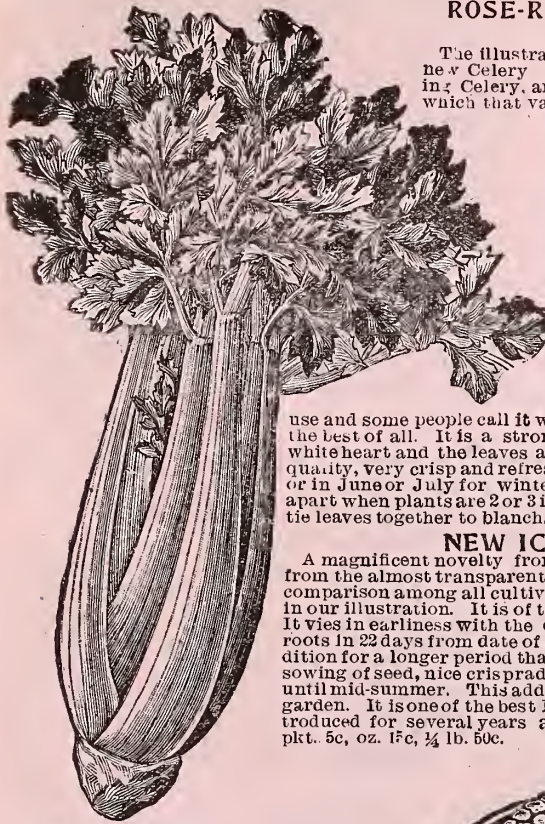 ROSE-R
The illustra
new Celery
ing Celery, a
which that va
use and some people call it w
the best of all. It is a stron
white heart and the leaves a
quality, very crisp and refre
or in June or July for winte
apart when plants are 2 or 3 i
tie leaves together to blanch.
NEW IC
A magnificent novelty fro
from the almost transparent
comparison among all cultiv
in our illustration. It is of t
It vies in earliness with the
roots in 22 days from date of
dition for a longer period tha
sowing of seed, nice crisp rad
until mid-summer. This add
garden. It is one of the best
troduced for several years a
pkt.. 5c, oz. 15c, ¼ lb. 50c.